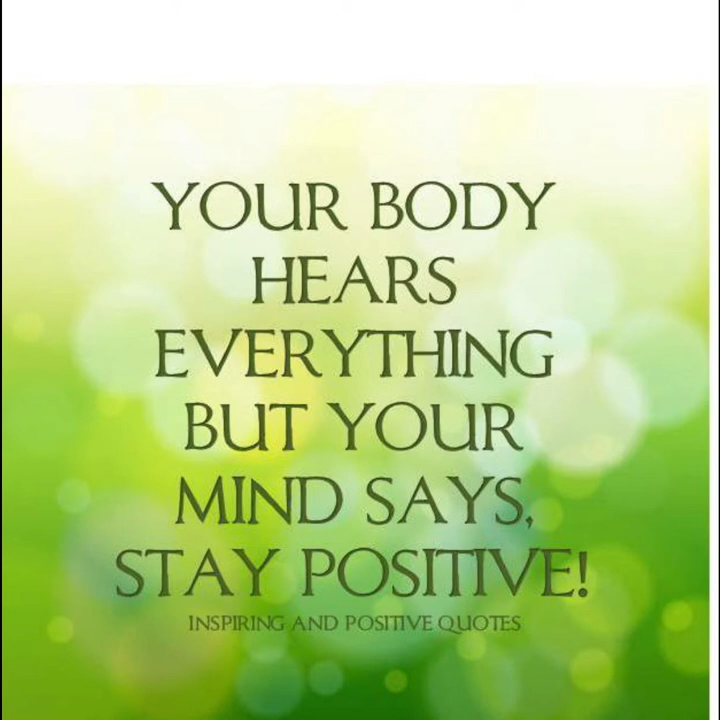 YOUR BODY
HEARS
EVERYTHING
BUT YOUR
MIND SAYS,
STAY POSITIVE!
INSPIRING AND POSITIVE QUOTES